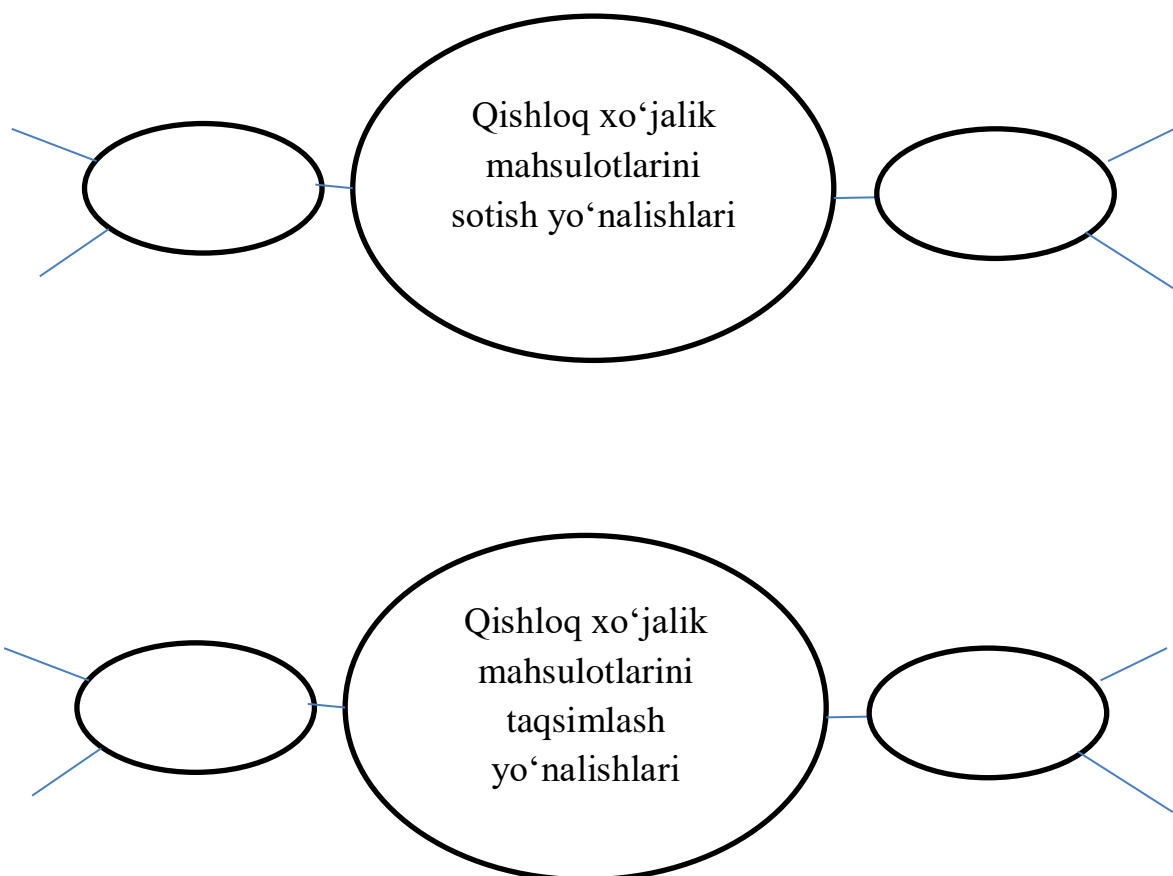 Qishloq xo‘jalik
mahsulotlarini
sotish yo‘nalishlari
Qishloq xo‘jalik
mahsulotlarini
taqsimlash
yo‘nalishlari